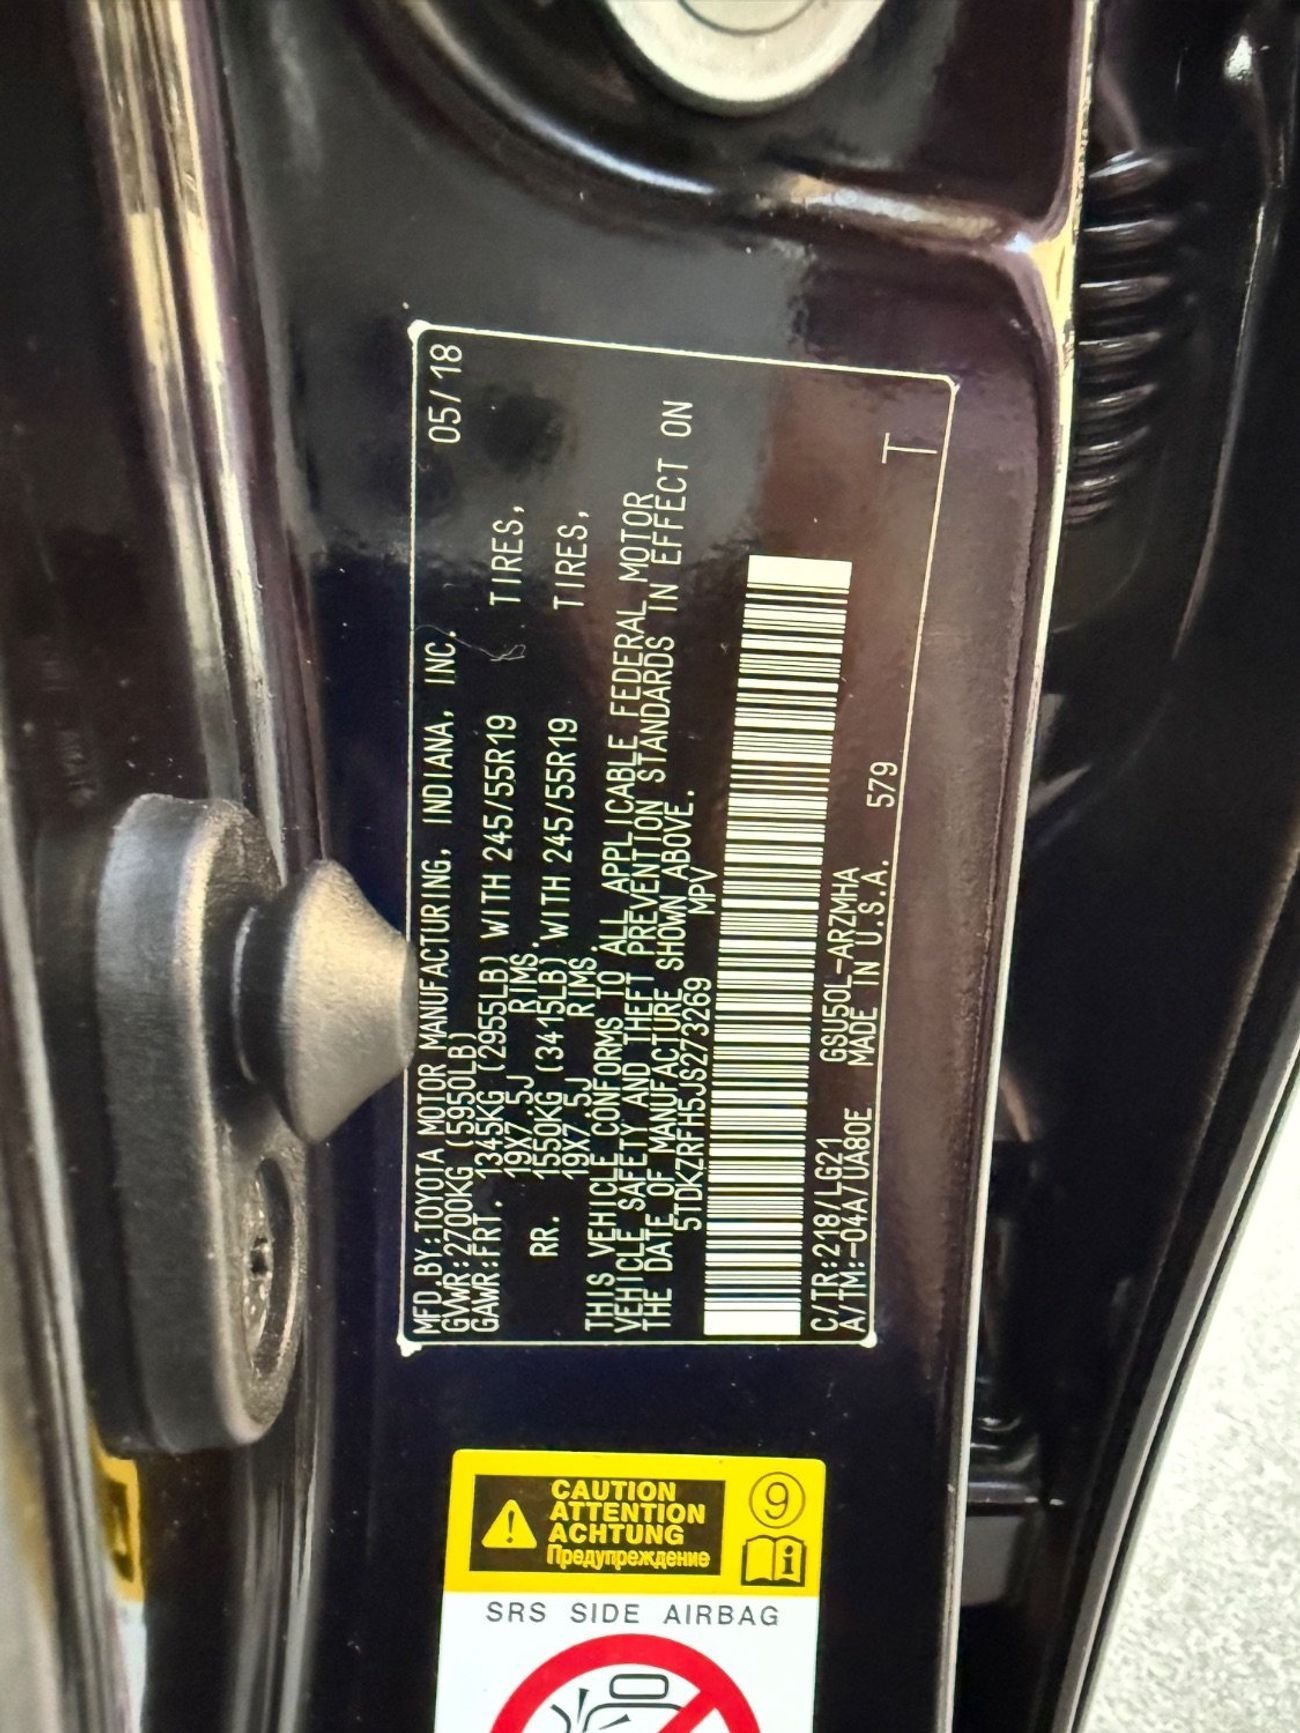 MFD.BY:TOYOTA MOTOR MANUFACTURING, INDIANA, INC. 05/18
GVWR:2700KG(5950LB)
GAWR:FRT. 1345KG (2955LB) WITH 245/55R19 TIRES,
19X7.5J RIMS.
RR. 1550KG (3415LB) WITH 245/55R19 TIRES,
19X7.5J RIMS.
THIS VEHICLE CONFORMS TO ALL APPLICABLE FEDERAL MOTOR
VEHICLE SAFETY AND THEFT PREVENTION STANDARDS IN EFFECT ON
THE DATE OF MANUFACTURE SHOWN ABOVE.
5TDKZRFH5JS273269 MPV
C/TR:218/LG21 GSU50L-ARZMHA
A/TM:-04A/UA80E MADE IN U.S.A. 579 T
CAUTION
ATTENTION
ACHTUNG
Предупреждение
9
i
SRS SIDE AIRBAG